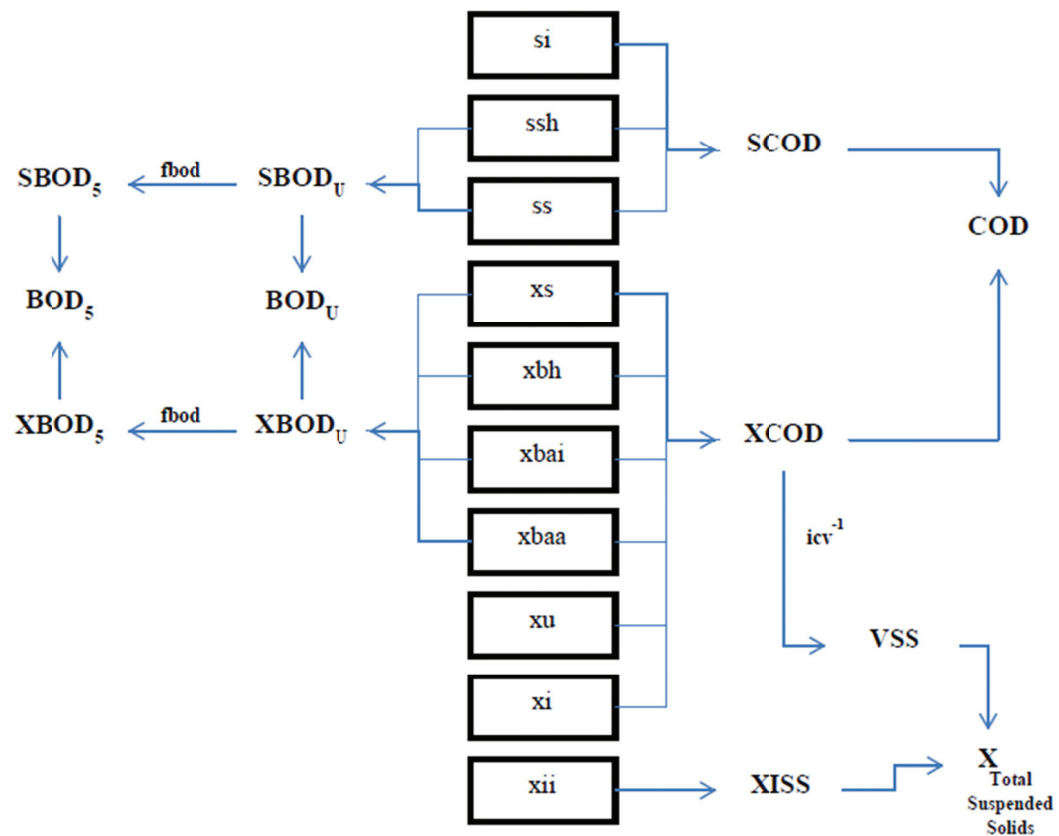 si
ssh
SCOD
SBOD₅
fbod
SBODᵤ
ss
COD
xs
BOD₅
BODᵤ
xbh
XBOD₅
fbod
XBODᵤ
XCOD
xbai
xbaa
icv⁻¹
xu
VSS
xi
xii
XISS
X
Total
Suspended
Solids